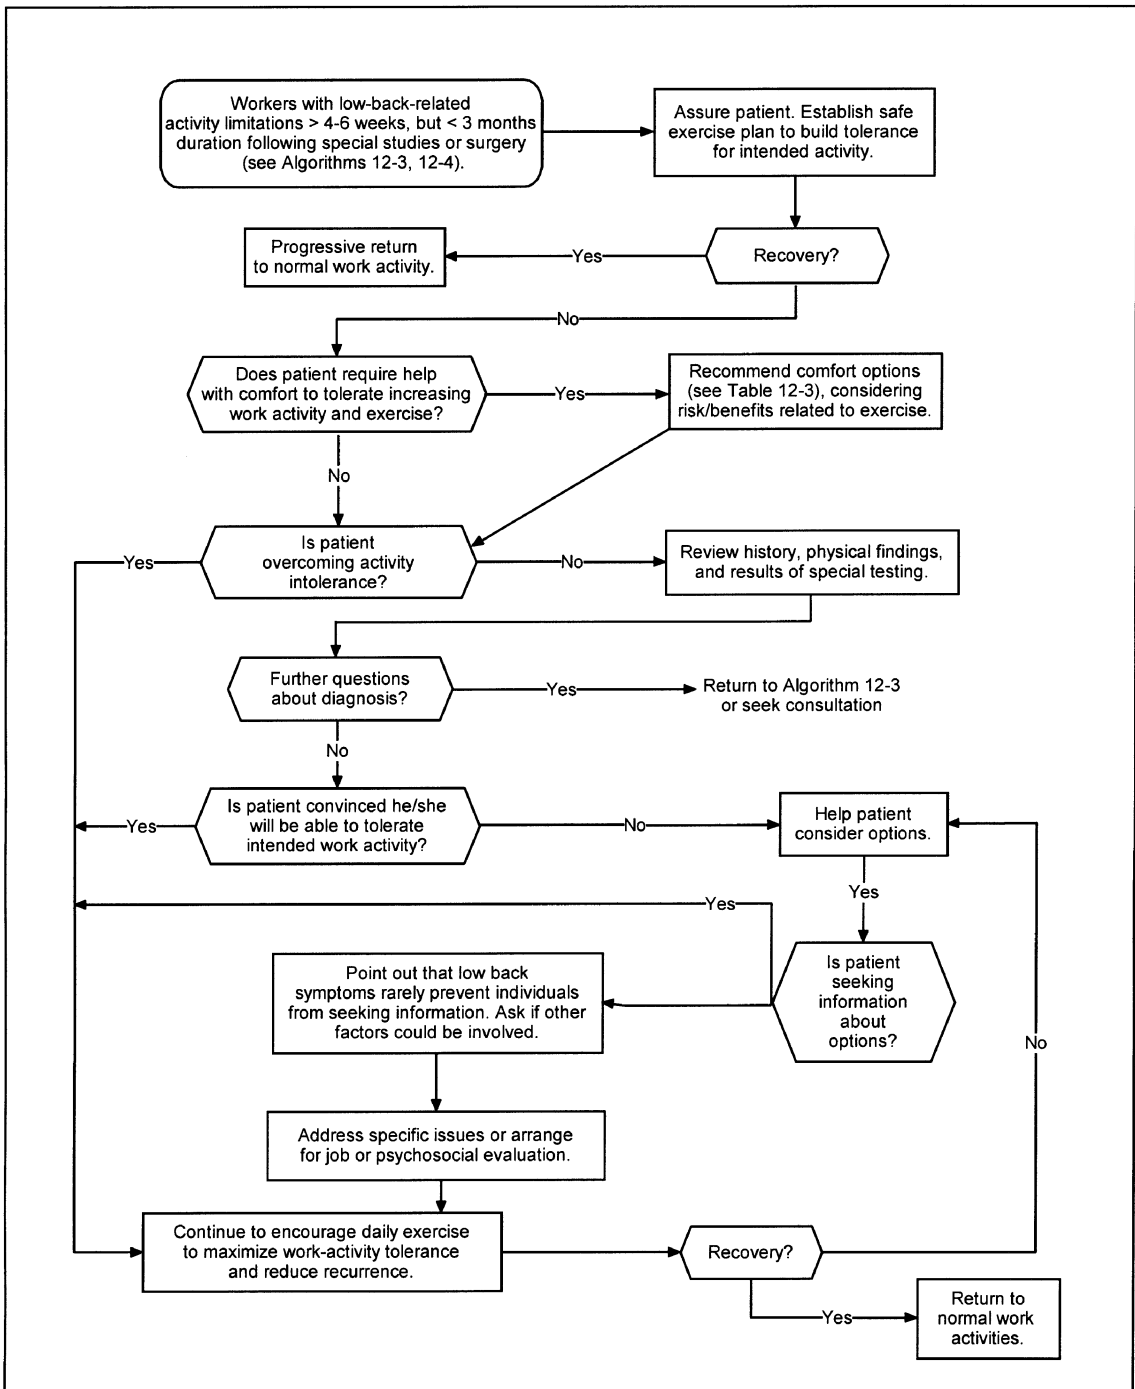 Workers with low-back-related
activity limitations > 4-6 weeks, but < 3 months
duration following special studies or surgery
(see Algorithms 12-3, 12-4).
Assure patient. Establish safe
exercise plan to build tolerance
for intended activity.
Progressive return
to normal work activity.
Yes
Recovery?
No
Does patient require help
with comfort to tolerate increasing
work activity and exercise?
Yes
Recommend comfort options
(see Table 12-3), considering
risk/benefits related to exercise.
No
Yes
Is patient
overcoming activity
intolerance?
No
Review history, physical findings,
and results of special testing.
Further questions
about diagnosis?
Yes
Return to Algorithm 12-3
or seek consultation
No
Yes
Is patient convinced he/she
will be able to tolerate
intended work activity?
No
Help patient
consider options.
Yes
Yes
Point out that low back
symptoms rarely prevent individuals
from seeking information. Ask if other
factors could be involved.
Is patient
seeking
information
about
options?
No
Address specific issues or arrange
for job or psychosocial evaluation.
Continue to encourage daily exercise
to maximize work-activity tolerance
and reduce recurrence.
Recovery?
Yes
Return to
normal work
activities.